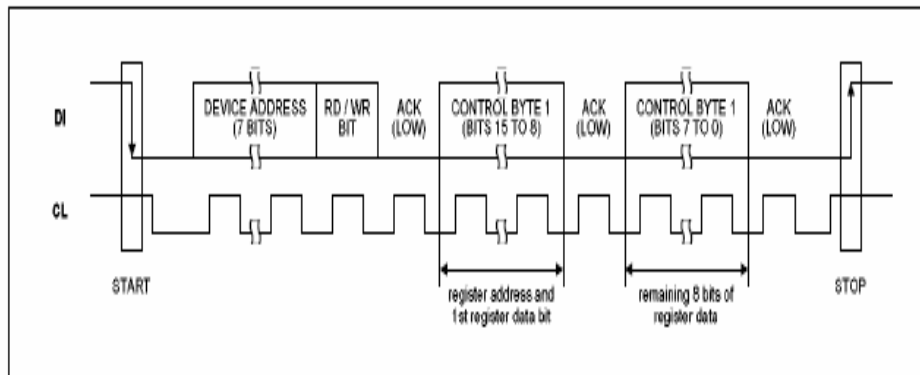 DI
DEVICE ADDRESS
(7 BITS)
RD / WR
BIT
ACK
(LOW)
CONTROL BYTE 1
(BITS 15 TO 8)
ACK
(LOW)
CONTROL BYTE 1
(BITS 7 TO 0)
ACK
(LOW)
CL
START
register address and
1st register data bit
remaining 8 bits of
register data
STOP